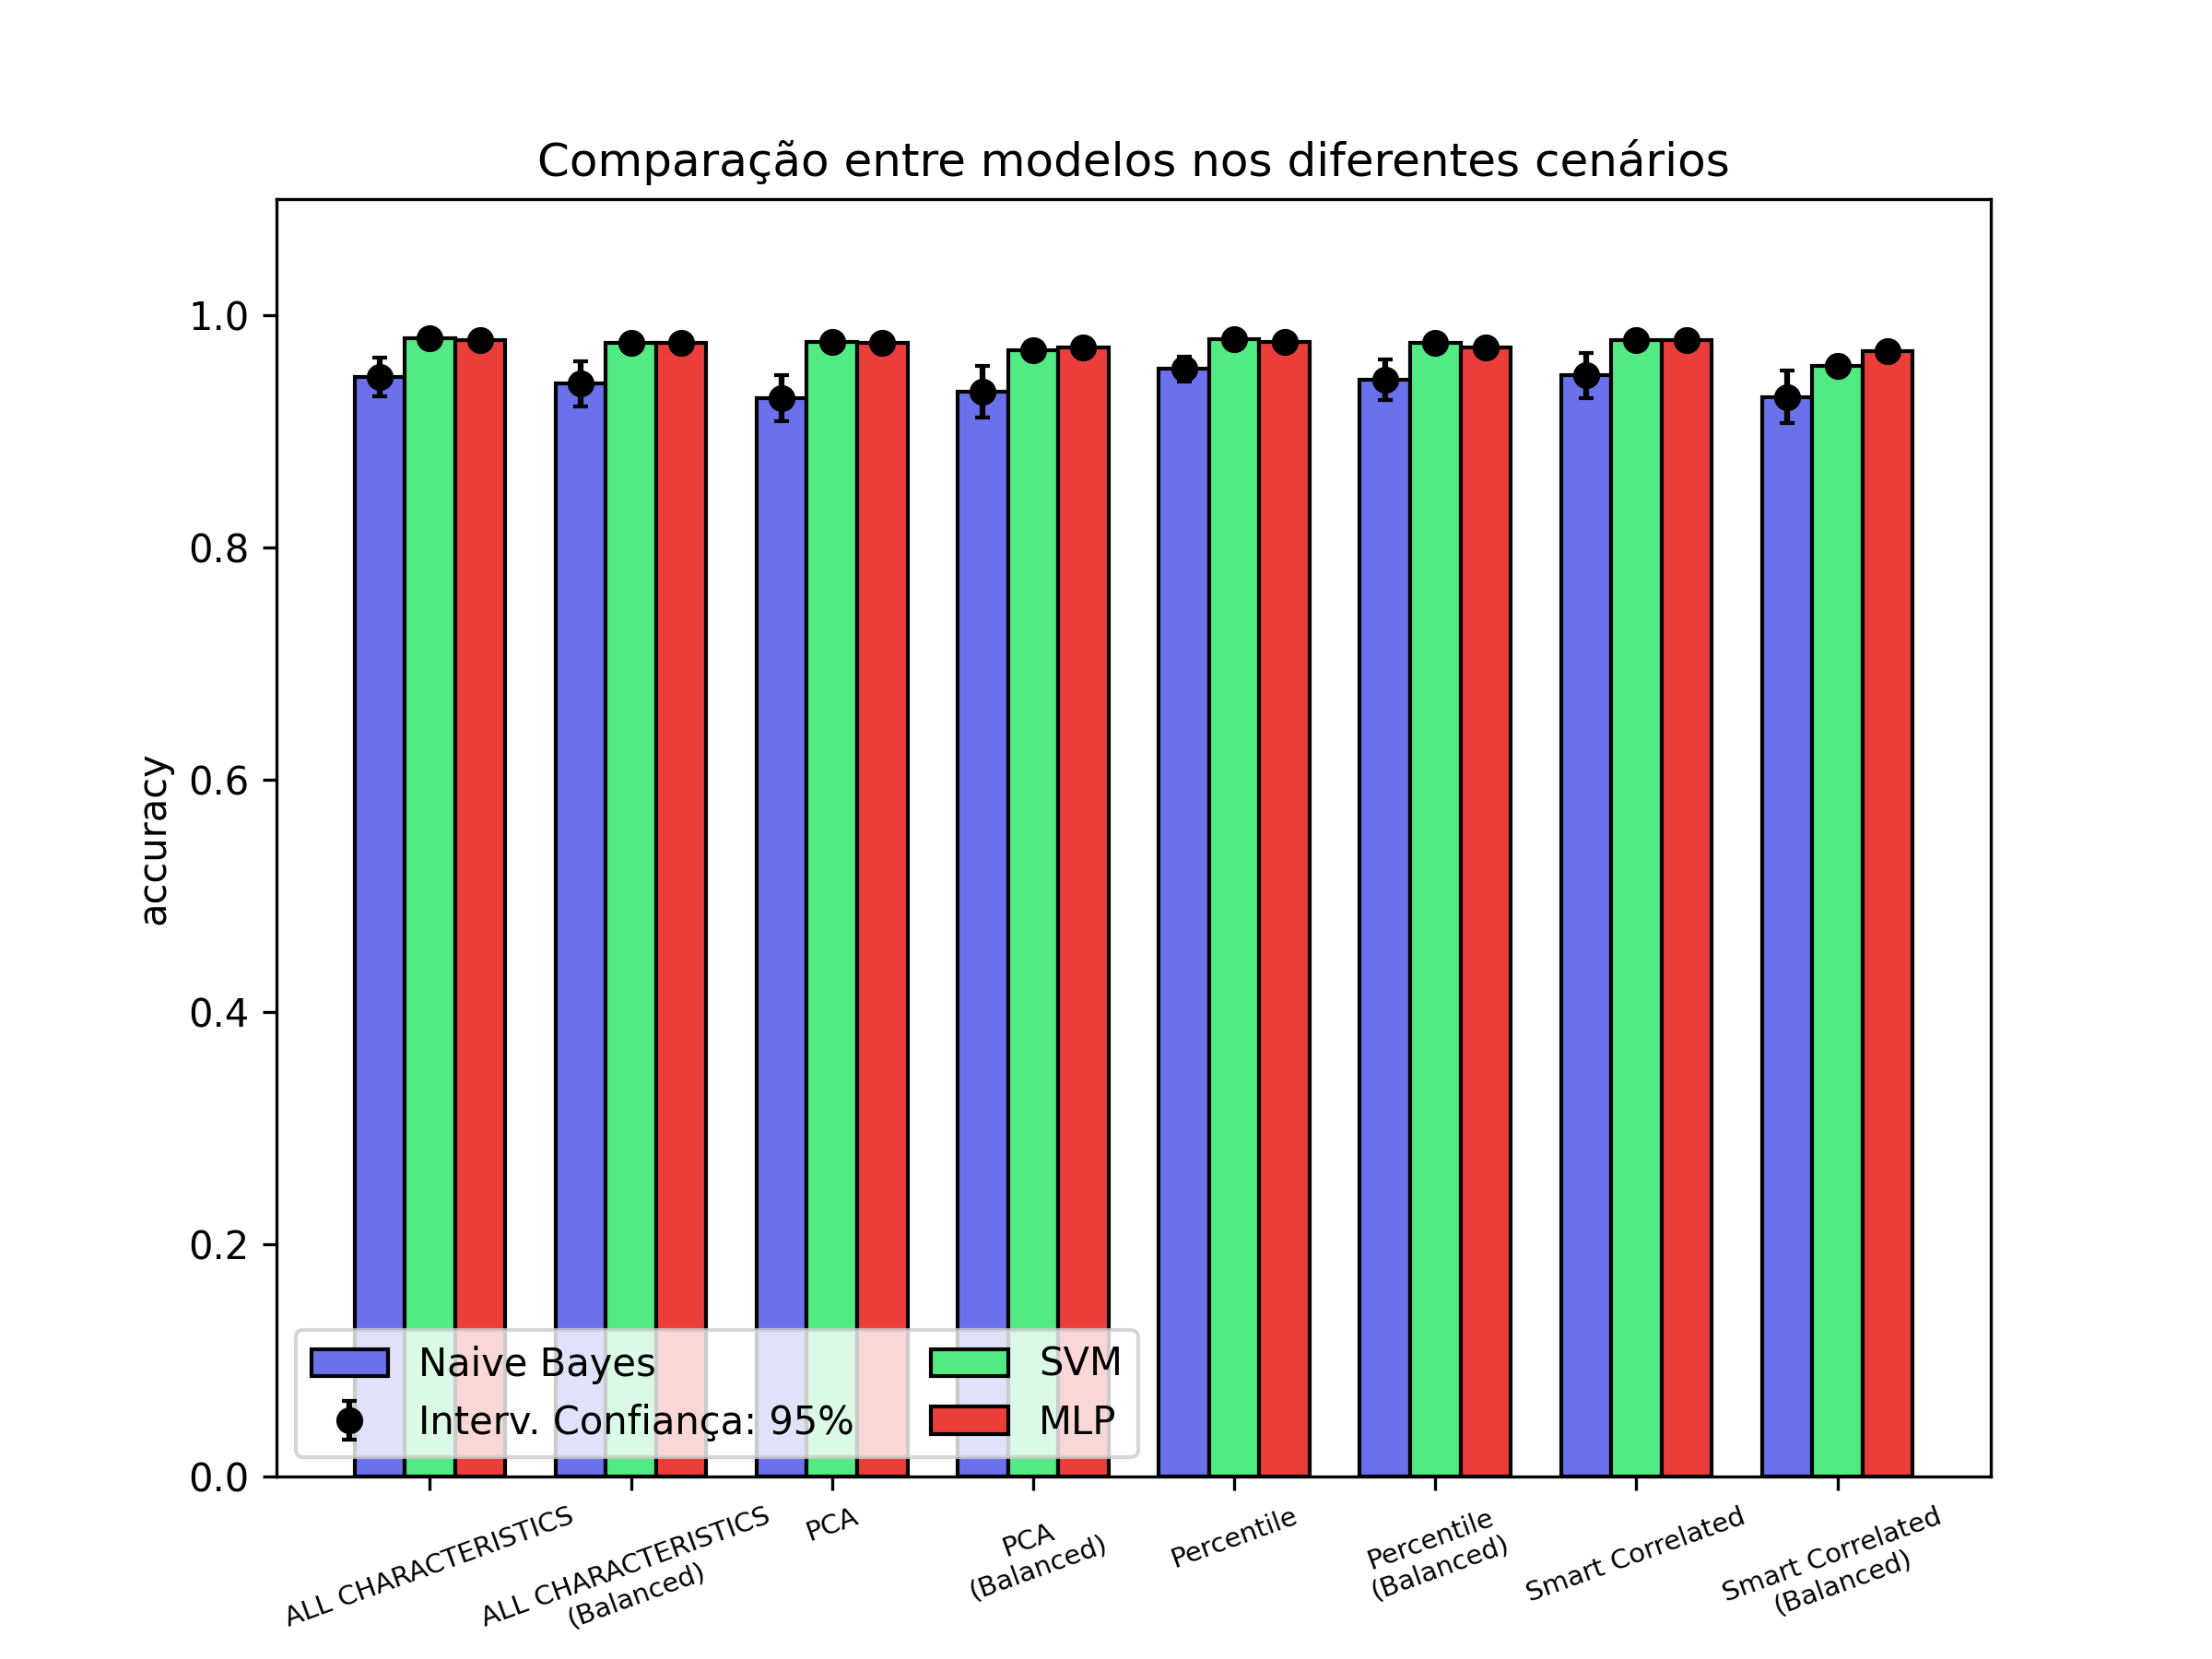 Comparação entre modelos nos diferentes cenários
accuracy
1.0
0.8
0.6
0.4
0.2
0.0
Naive Bayes
Interv. Confiança: 95%
SVM
MLP
ALL CHARACTERISTICS
ALL CHARACTERISTICS
(Balanced)
PCA
PCA
(Balanced)
Percentile
Percentile
(Balanced)
Smart Correlated
Smart Correlated
(Balanced)